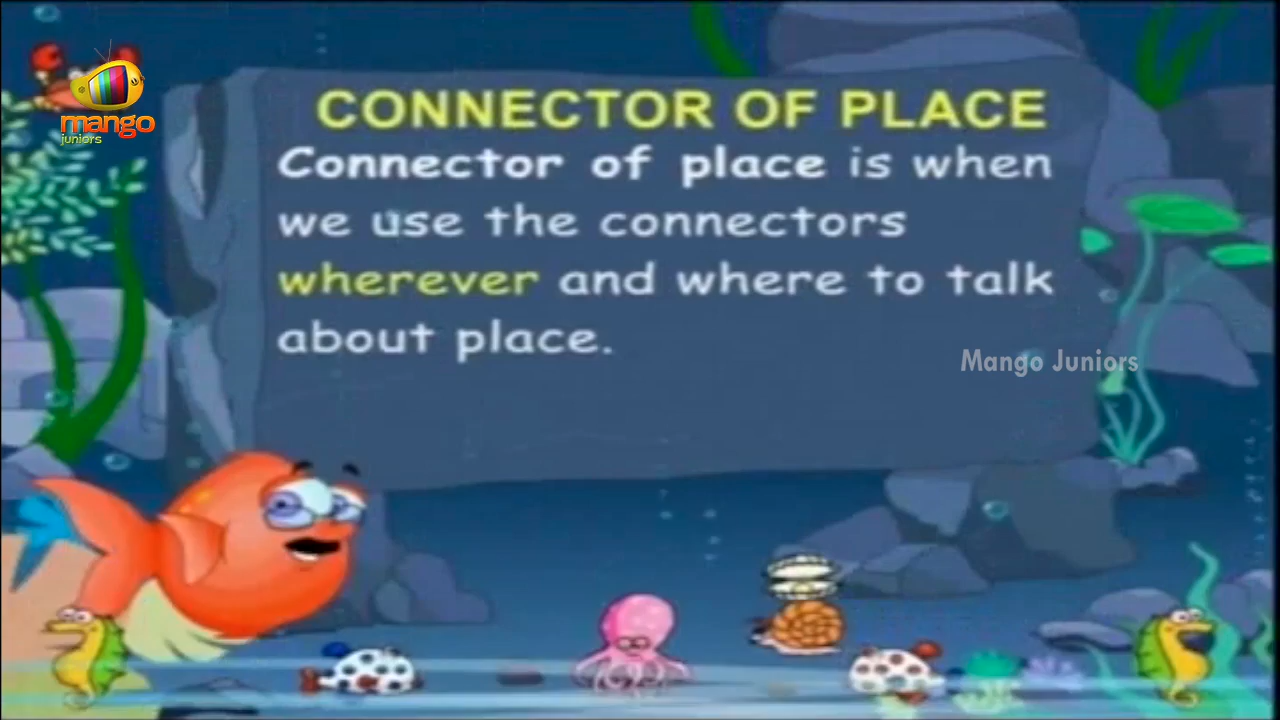 mango
juniors
CONNECTOR OF PLACE
Connector of place is when
we use the connectors
wherever and where to talk
about place.
Mango Juniors